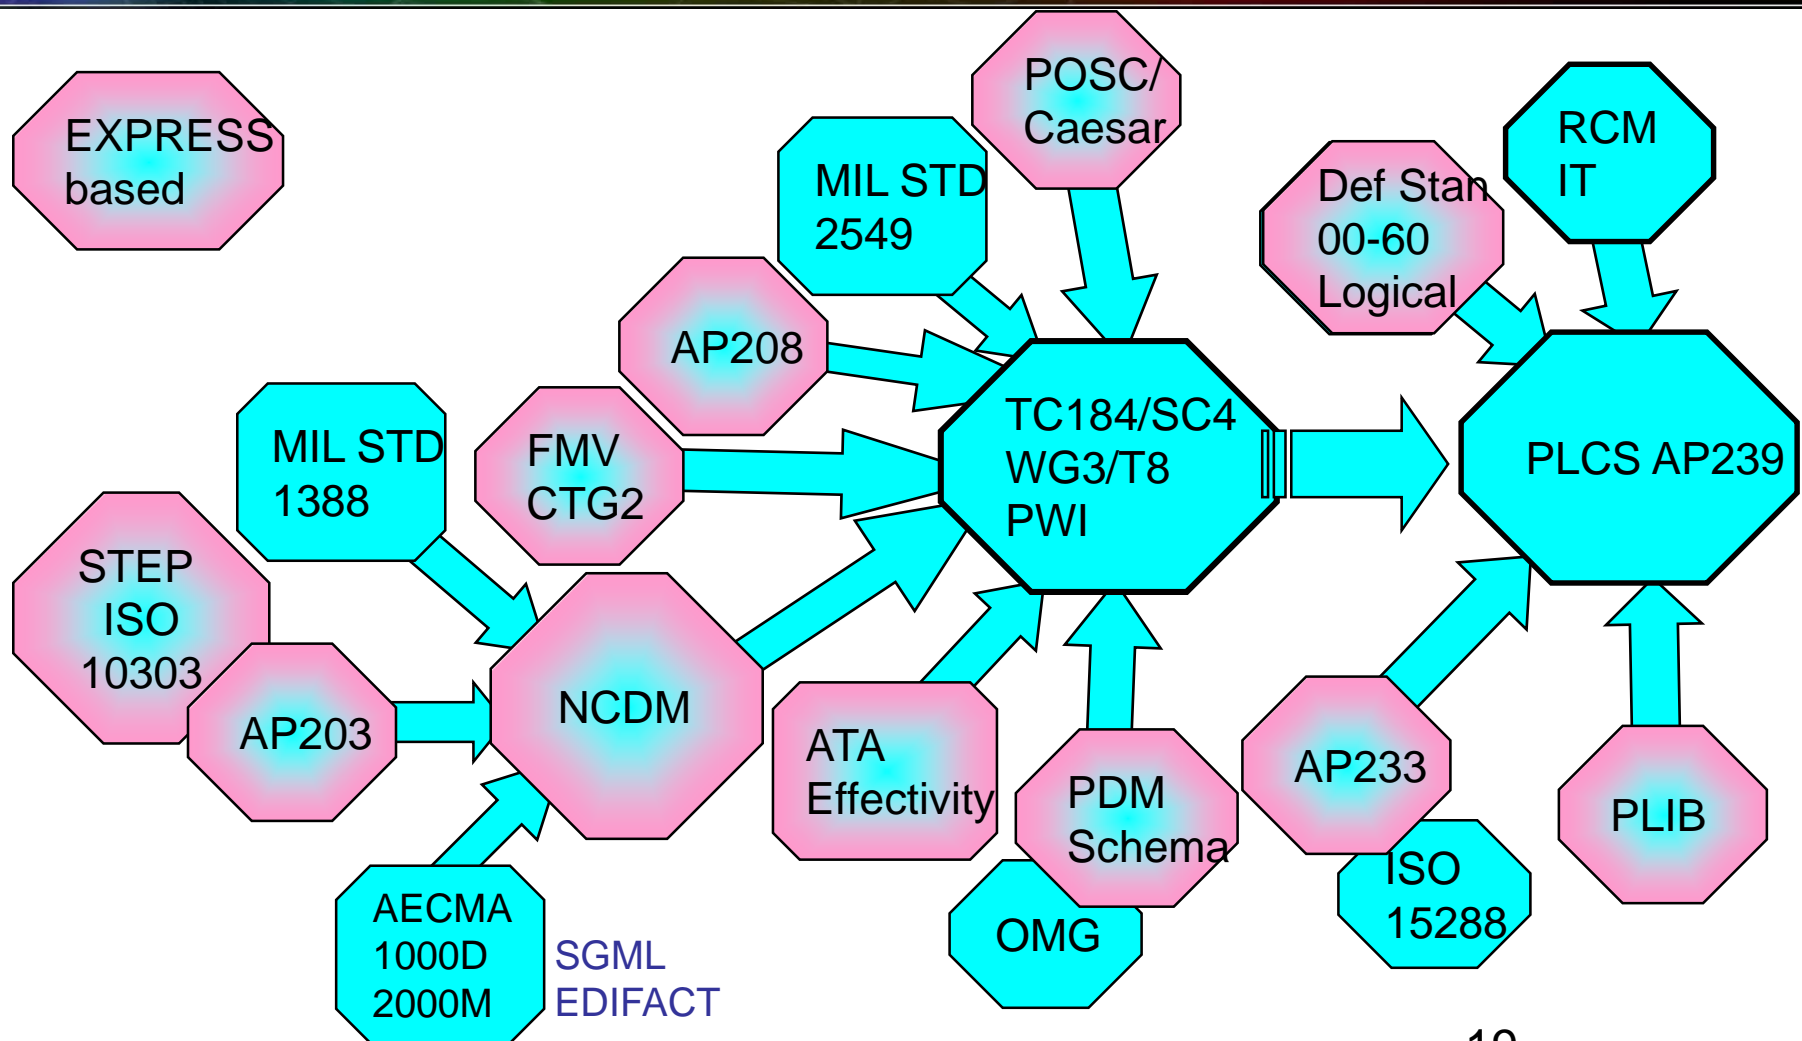 EXPRESS
based
POSC/
Caesar
MIL STD
2549
RCM
IT
Def Stan
00-60
Logical
AP208
MIL STD
1388
FMV
CTG2
TC184/SC4
WG3/T8
PWI
PLCS AP239
STEP
ISO
10303
AP203
NCDM
ATA
Effectivity
PDM
Schema
AP233
PLIB
AECMA
1000D
2000M
SGML
EDIFACT
OMG
ISO
15288